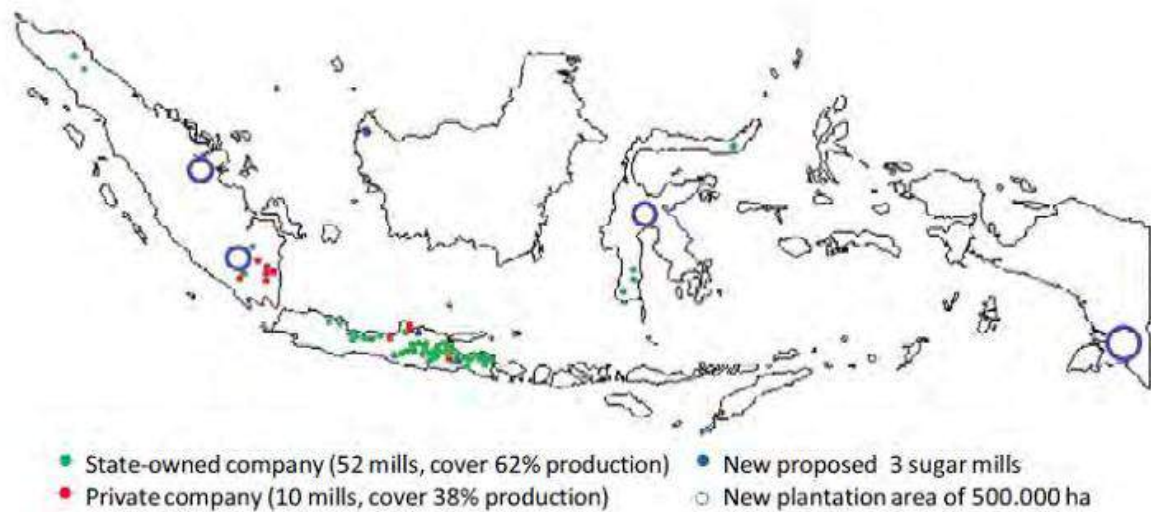 State-owned company (52 mills, cover 62% production)
New proposed 3 sugar mills
Private company (10 mills, cover 38% production)
New plantation area of 500.000 ha